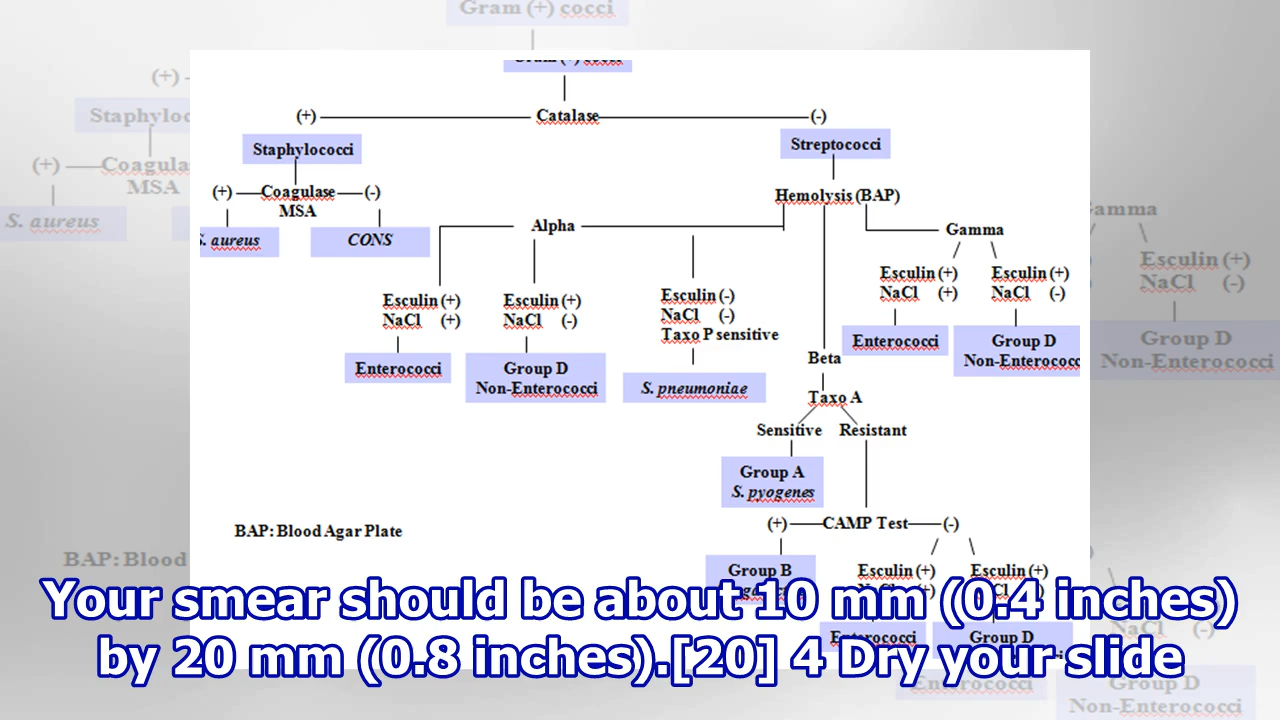 Gram (+) cocci
(+)
Catalase
(-)
Staphylococci
Streptococci
(+)
Coagulase
(-)
MSA
Hemolysis (BAP)
S. aureus
CONS
Alpha
Gamma
Esculin (+)
NaCl (+)
Esculin (-)
NaCl (-)
Esculin (+)
NaCl (+)
Esculin (+)
NaCl (-)
Esculin (-)
NaCl (-)
Taxo P sensitive
Enterococci
Group D
Non-Enterococci
Enterococci
Group D
Non-Enterococci
S. pneumoniae
Beta
Taxo A
Sensitive
Resistant
Group A
S. pyogenes
(+)
CAMP Test
(-)
BAP: Blood Agar Plate
Group B
Esculin (+)
Esculin (+)
Enterococci
Group D
Your smear should be about 10 mm (0.4 inches)
by 20 mm (0.8 inches).[20] 4 Dry your slide